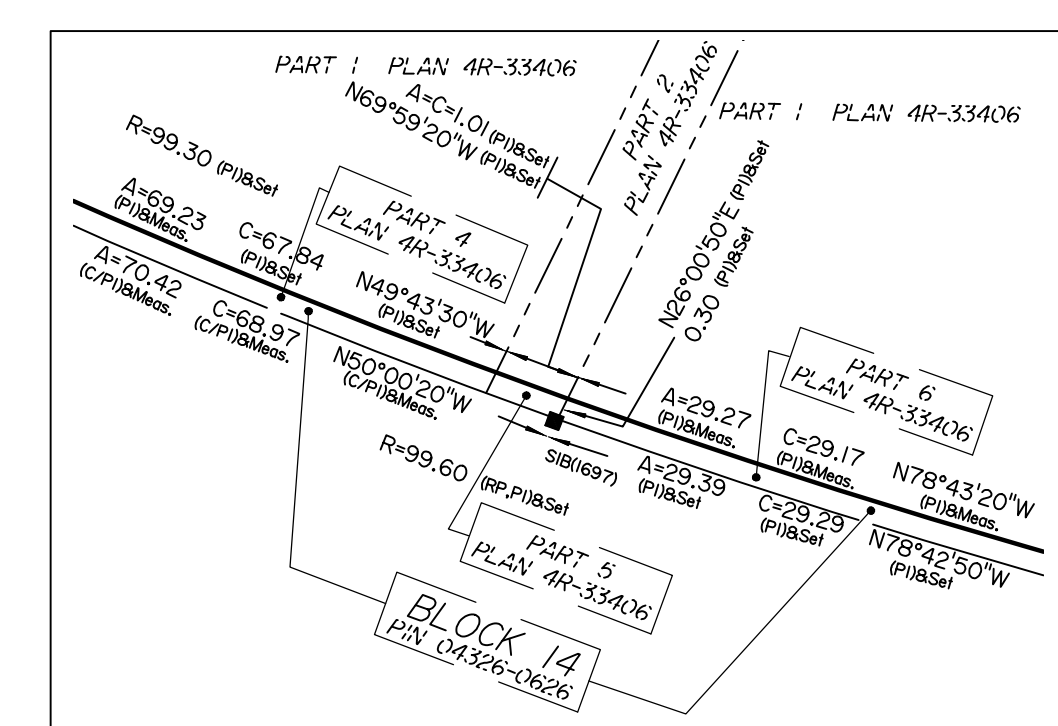 PART 1 PLAN 4R-33406
A=C=1.01 (P1)&Set
N69°59'20"W (P1)&Set
PART 2
PLAN 4R-33406
PART 1 PLAN 4R-33406
R=99.30 (P1)&Set
A=69.23
(P1)&Meas.
C=67.84
(P1)&Set
PART 4
PLAN 4R-33406
N26°00'50"E (P1)&Set
0.30 (P1)&Set
A=70.42
(C/P1)&Meas.
C=68.97
(C/P1)&Meas.
N49°43'30"W
(P1)&Set
N50°00'20"W
(C/P1)&Meas.
PART 6
PLAN 4R-33406
A=29.27
(P1)&Meas.
C=29.17
(P1)&Meas.
N78°43'20"W
(P1)&Meas.
R=99.60 (RP,P1)&Set
SIB(1697)
A=29.39
(P1)&Set
C=29.29
(P1)&Set
N78°42'50"W
(P1)&Set
PART 5
PLAN 4R-33406
BLOCK 14
PIN 04326-0626